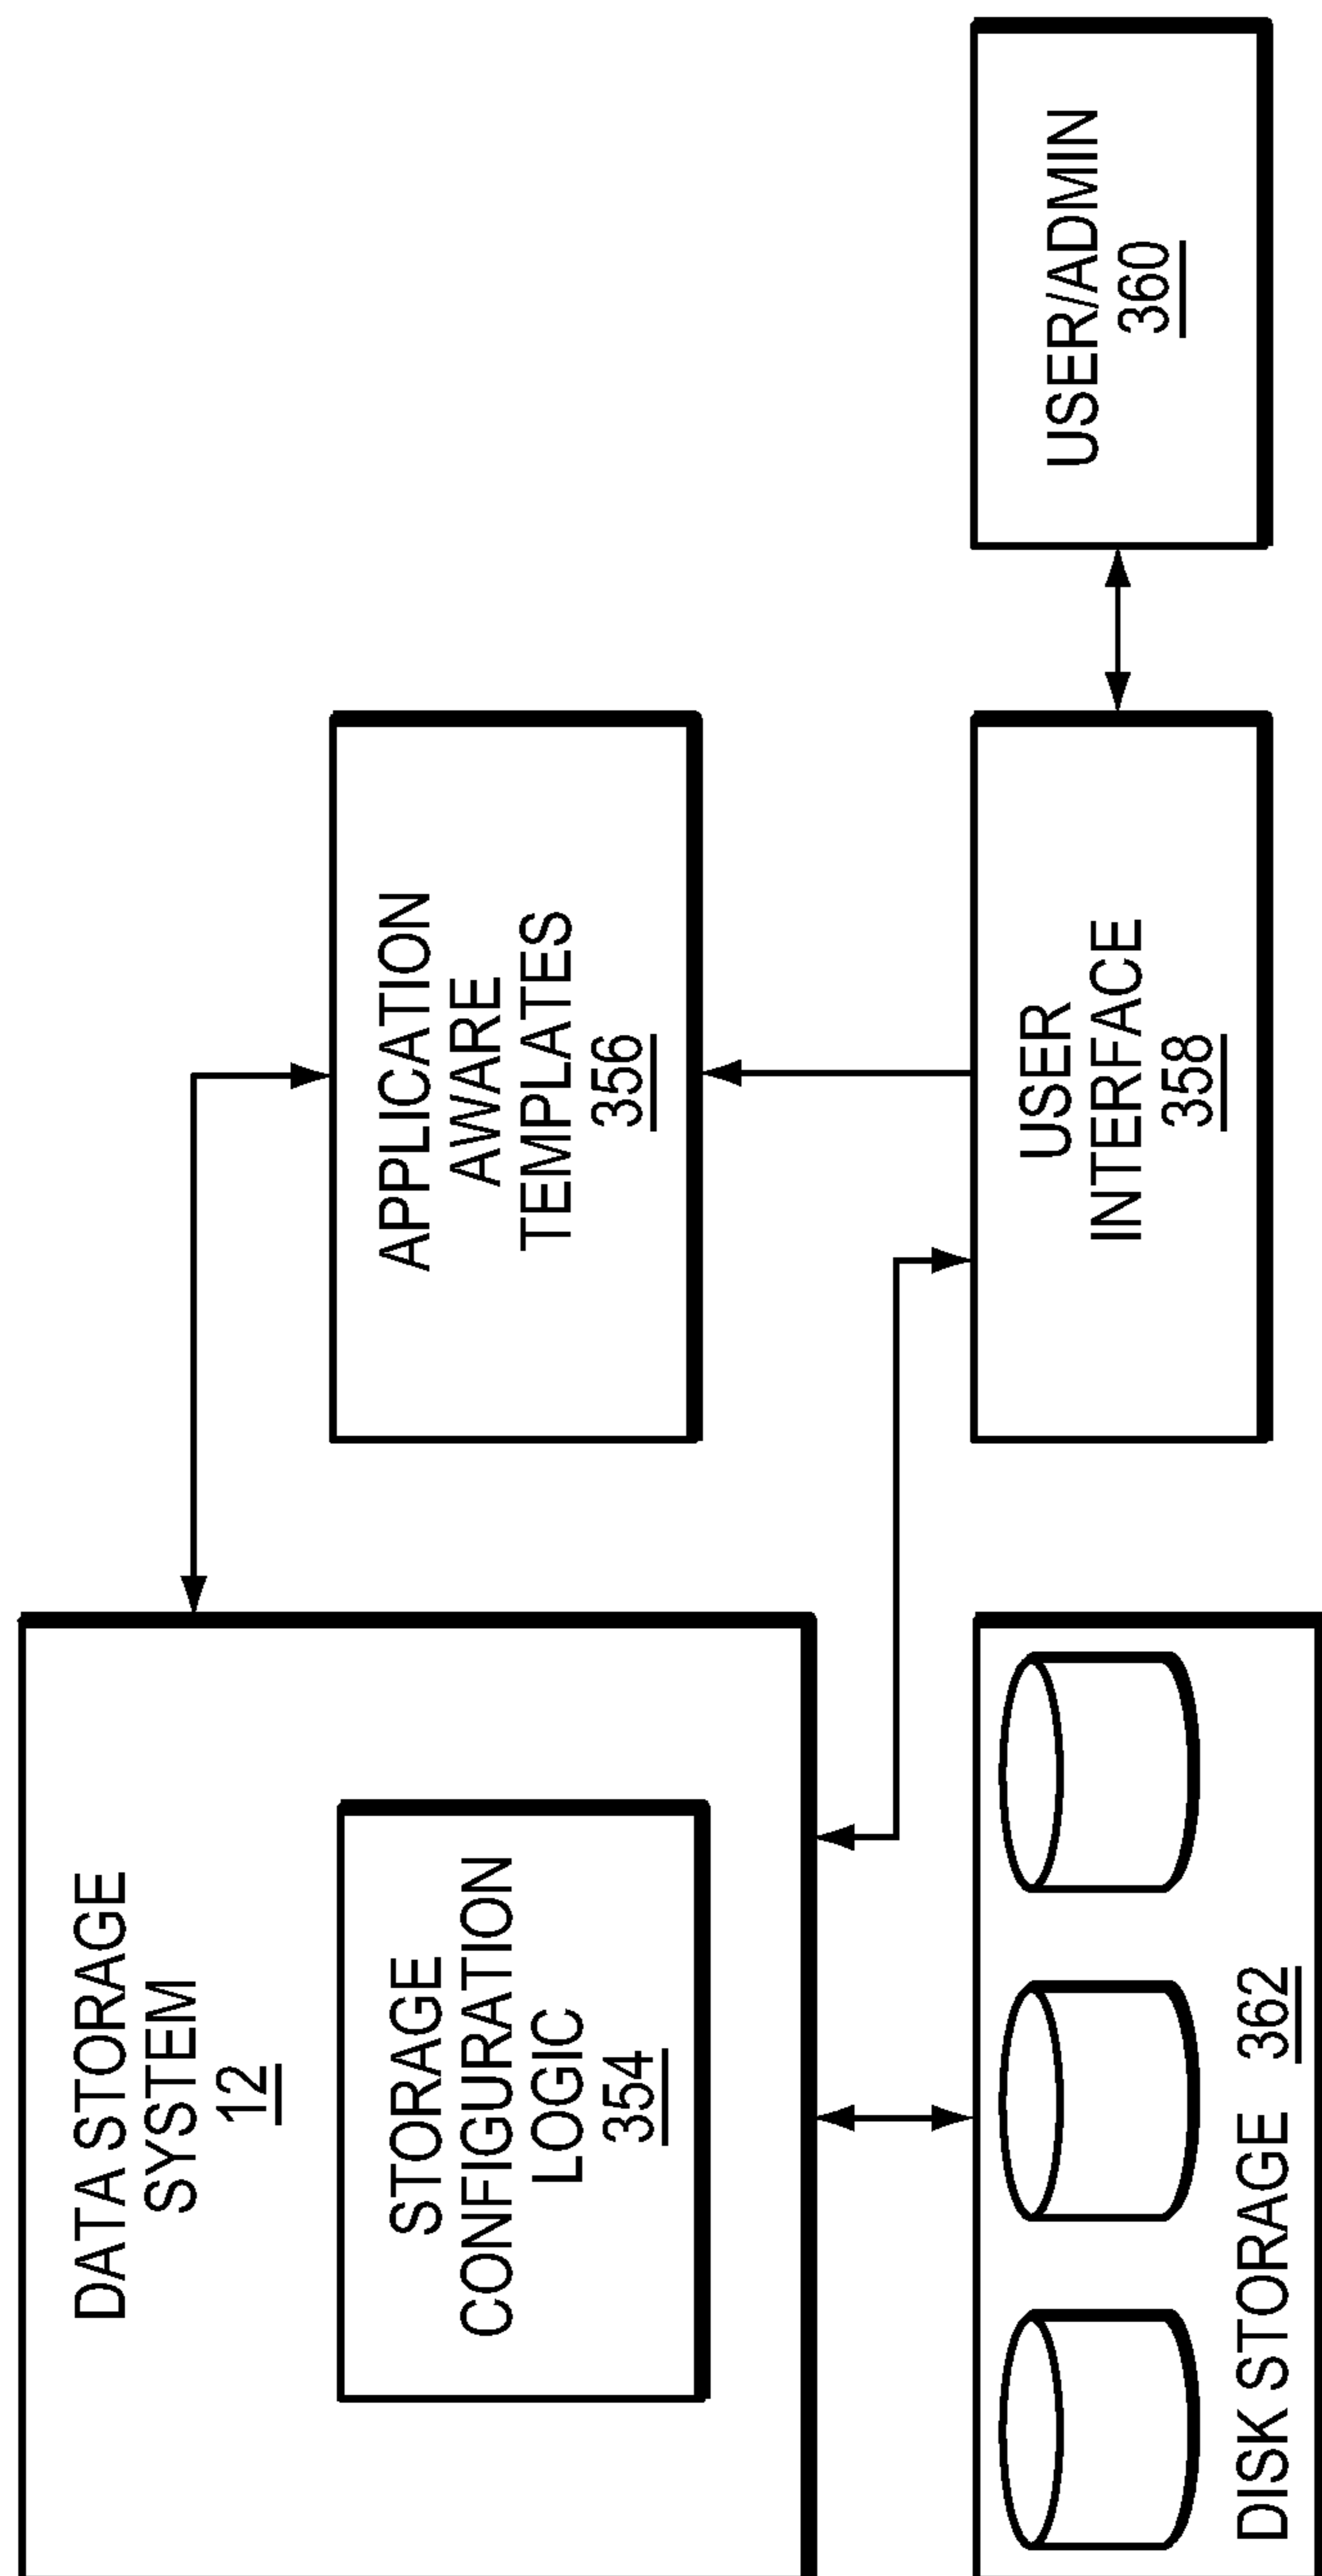 DATA STORAGE
SYSTEM
12
STORAGE
CONFIGURATION
LOGIC
354
APPLICATION
AWARE
TEMPLATES
356
DISK STORAGE 362
USER
INTERFACE
358
USER/ADMIN
360